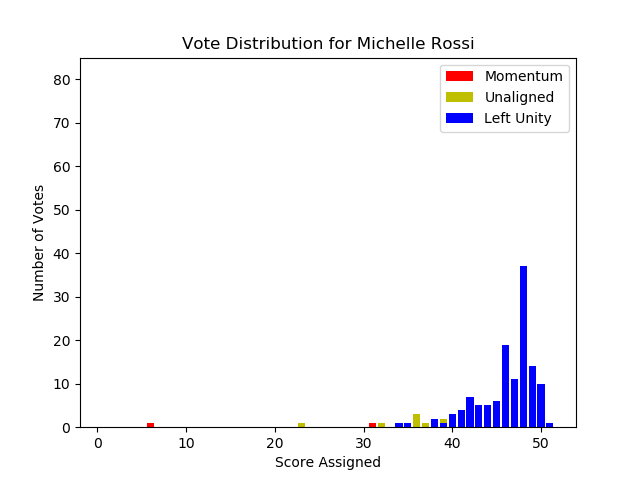 Vote Distribution for Michelle Rossi
Momentum
Unaligned
Left Unity
80
70
60
50
40
30
20
10
0
Number of Votes
0 10 20 30 40 50
Score Assigned